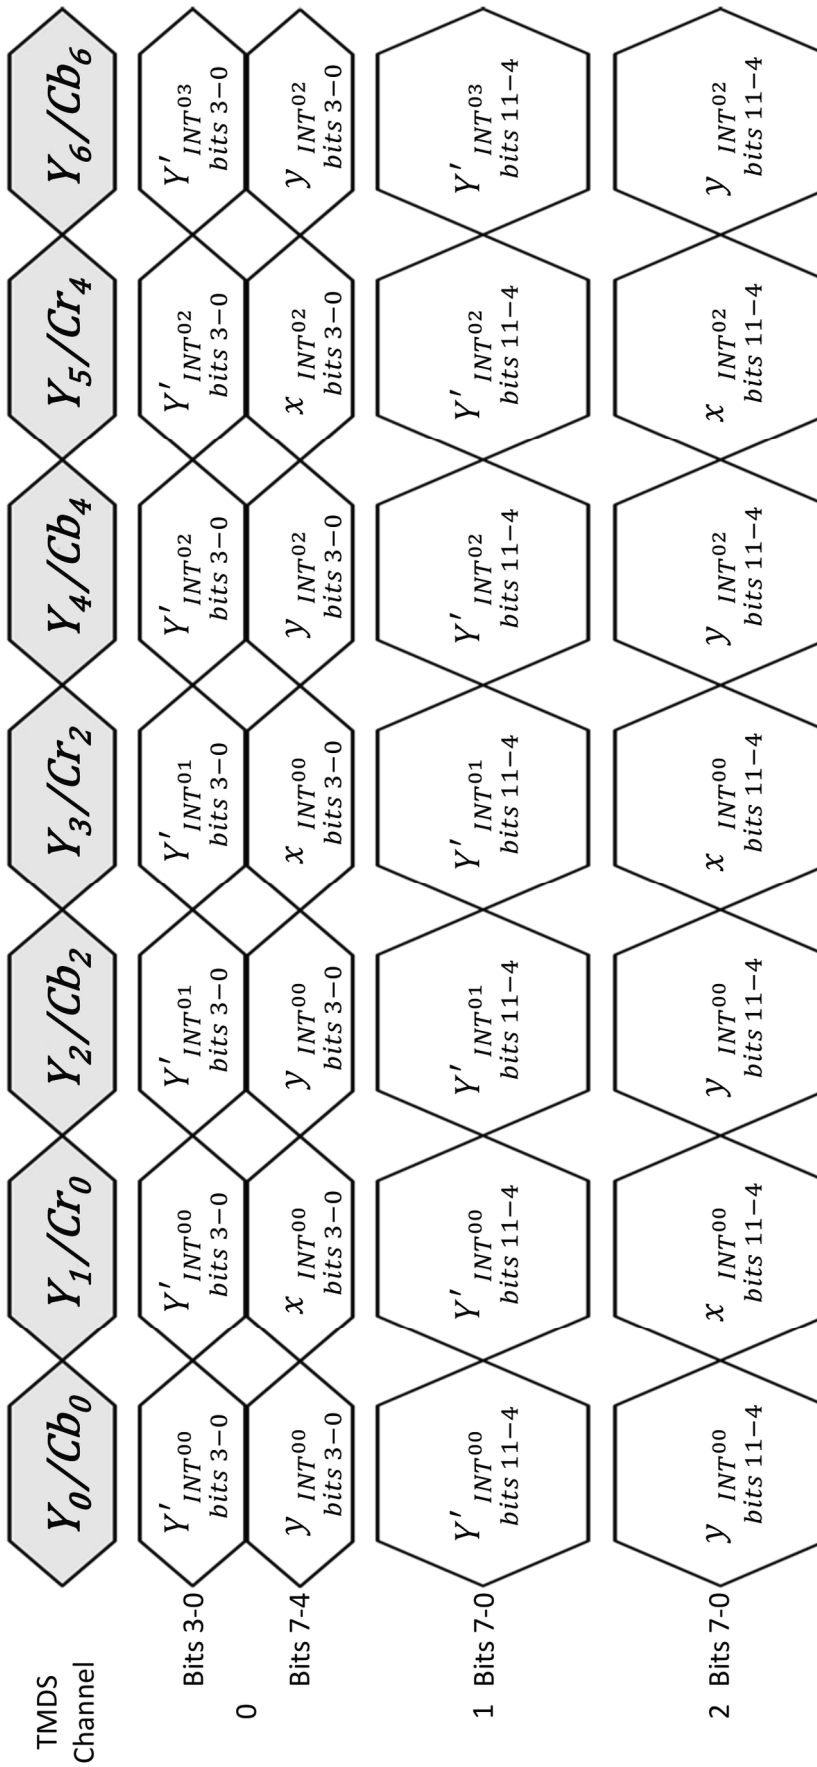 TMDS
Channel
Y₀/Cb₀ Y₁/Cr₀ Y₂/Cb₂ Y₃/Cr₂ Y₄/Cb₄ Y₅/Cr₄ Y₆/Cb₆
0
Bits 3-0
Y′ INT⁰⁰ Y′ INT⁰⁰ Y′ INT⁰¹ Y′ INT⁰¹ Y′ INT⁰² Y′ INT⁰² Y′ INT⁰³
bits 3−0 bits 3−0 bits 3−0 bits 3−0 bits 3−0 bits 3−0 bits 3−0
Bits 7-4
y INT⁰⁰ x INT⁰⁰ y INT⁰⁰ x INT⁰⁰ y INT⁰² x INT⁰² y INT⁰²
bits 3−0 bits 3−0 bits 3−0 bits 3−0 bits 3−0 bits 3−0 bits 3−0
1 Bits 7-0
Y′ INT⁰⁰ Y′ INT⁰⁰ Y′ INT⁰¹ Y′ INT⁰¹ Y′ INT⁰² Y′ INT⁰² Y′ INT⁰³
bits 11−4 bits 11−4 bits 11−4 bits 11−4 bits 11−4 bits 11−4 bits 11−4
2 Bits 7-0
y INT⁰⁰ x INT⁰⁰ y INT⁰⁰ x INT⁰⁰ y INT⁰² x INT⁰² y INT⁰²
bits 11−4 bits 11−4 bits 11−4 bits 11−4 bits 11−4 bits 11−4 bits 11−4